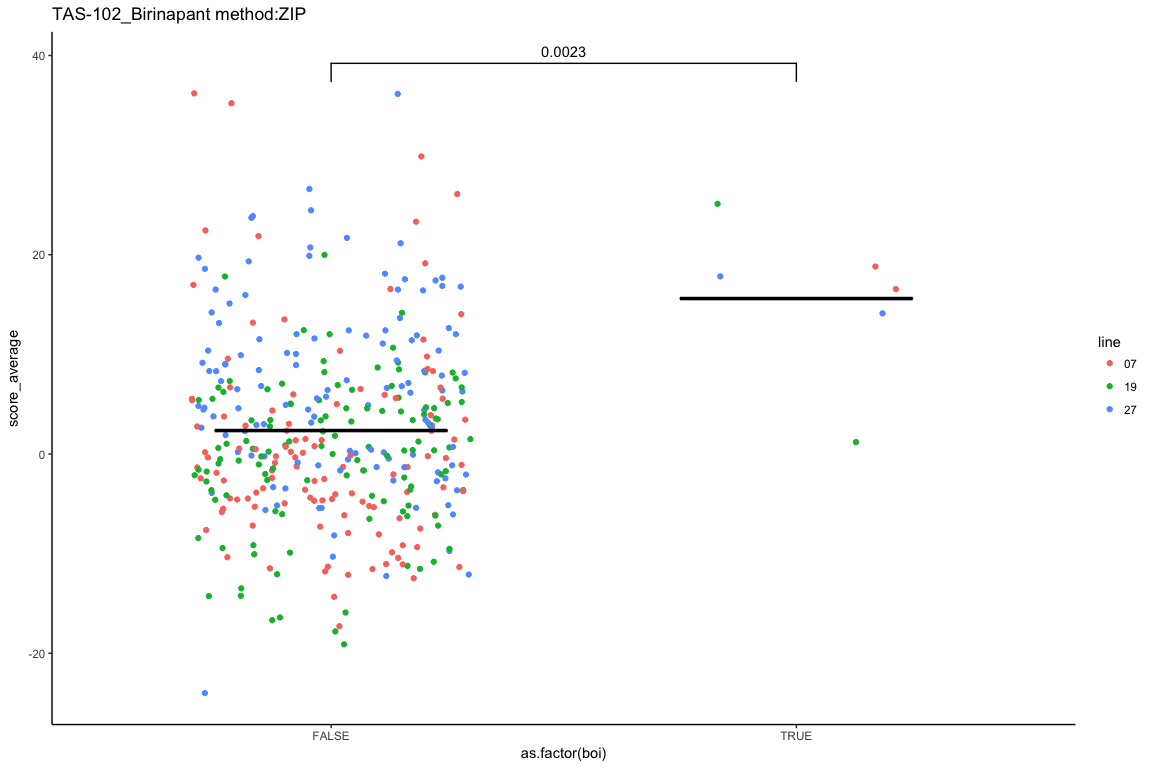 TAS-102_Birinapant method:ZIP
0.0023
40
20
0
-20
score_average
FALSE
TRUE
as.factor(boi)
line
07
19
27